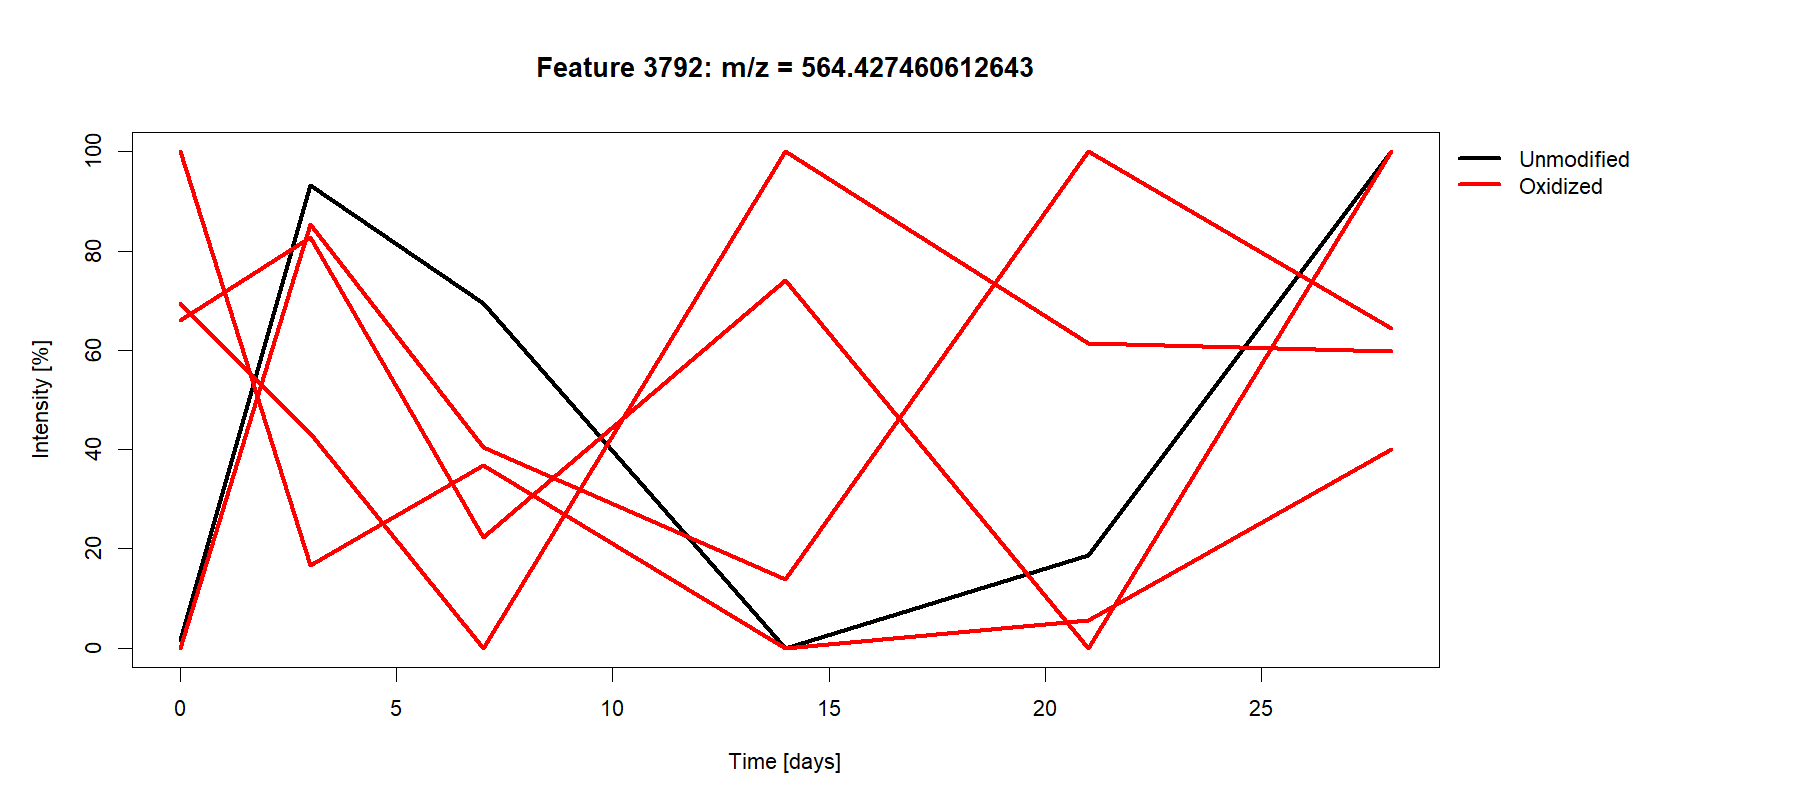 Feature 3792: m/z = 564.427460612643
Unmodified
Oxidized
Intensity [%]
100
80
60
40
20
0
0 5 10 15 20 25
Time [days]